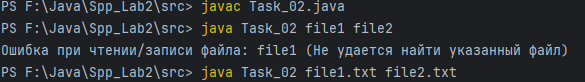 PS F:\Java\Spp_Lab2\src> javac Task_02.java
PS F:\Java\Spp_Lab2\src> java Task_02 file1 file2
Ошибка при чтении/записи файла: file1 (Не удается найти указанный файл)
PS F:\Java\Spp_Lab2\src> java Task_02 file1.txt file2.txt